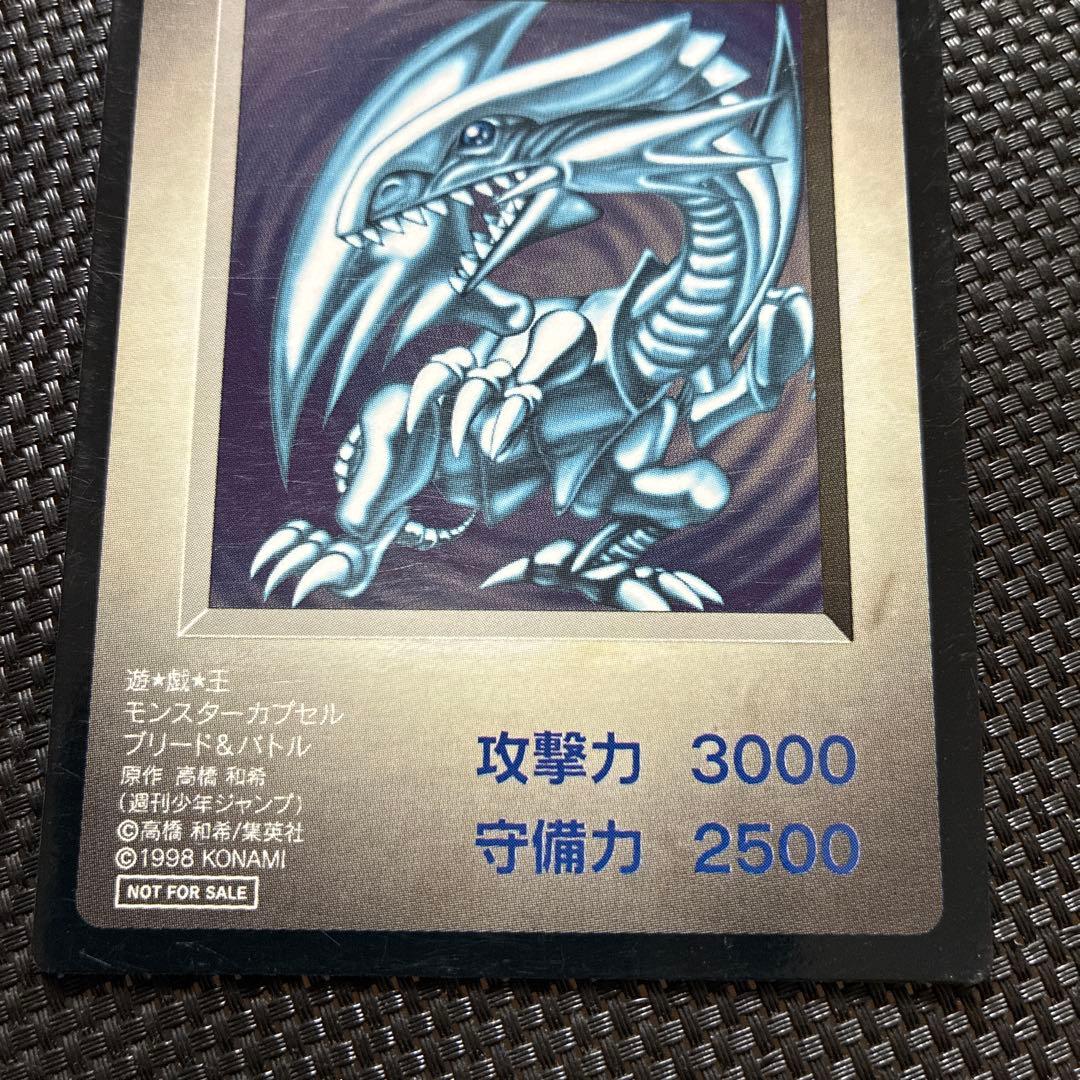 遊★戯★王
モンスターカプセル
ブリード&バトル
原作 高橋 和希
(週刊少年ジャンプ)
©高橋 和希/集英社
©1998 KONAMI
NOT FOR SALE
攻撃力 3000
守備力 2500